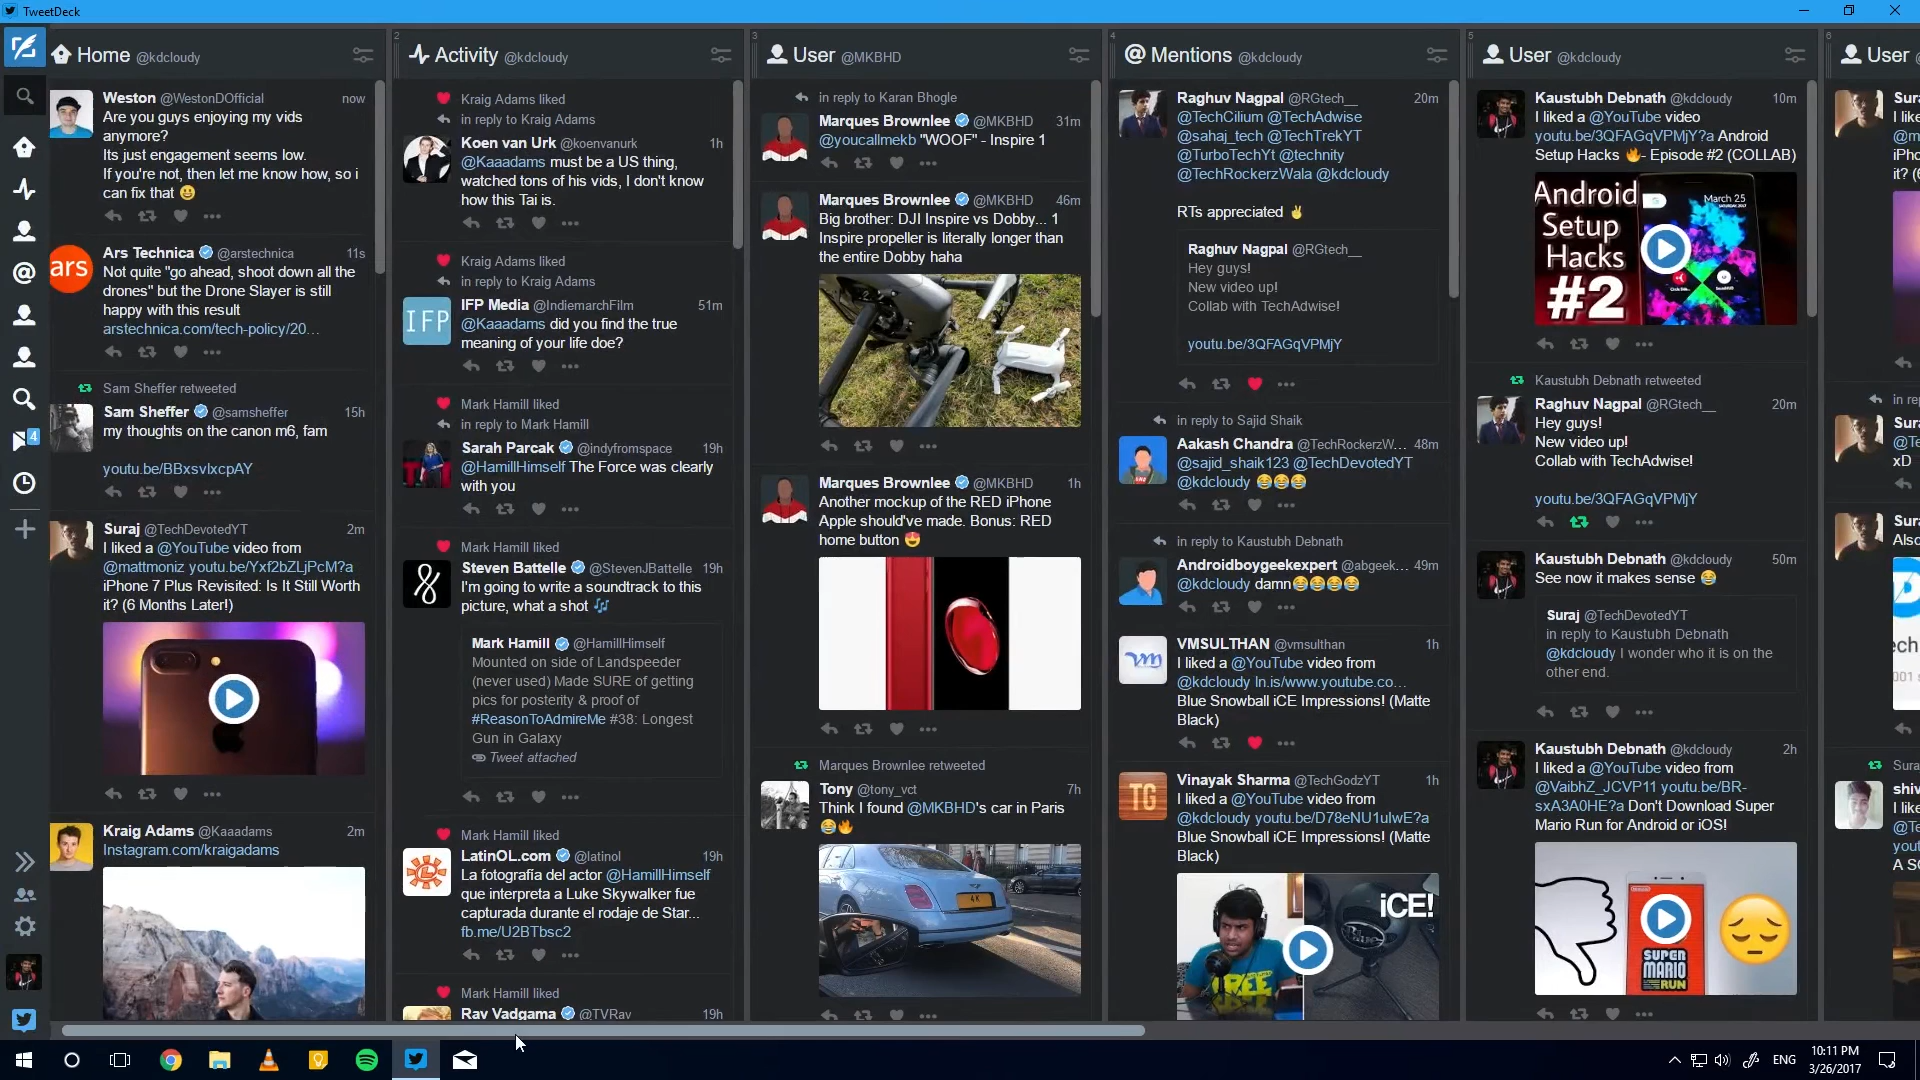 TweetDeck
Home @kdcloudy
Weston @WestonDOfficial now
Are you guys enjoying my vids
anymore?
Its just engagement seems low.
If you're not, then let me know how, so i
can fix that 😀
Ars Technica @arstechnica 11s
Not quite "go ahead, shoot down all the
drones" but the Drone Slayer is still
happy with this result
arstechnica.com/tech-policy/20...
Sam Sheffer retweeted
Sam Sheffer @samsheffer 15h
my thoughts on the canon m6, fam
youtu.be/BBxsvlxcpAY
Suraj @TechDevotedYT 2m
I liked a @YouTube video from
@mattmoniz youtu.be/Yxf2bZLjPcM?a
iPhone 7 Plus Revisited: Is It Still Worth
it? (6 Months Later!)
Kraig Adams @Kaaadams 2m
Instagram.com/kraigadams
2
Activity @kdcloudy
Kraig Adams liked
in reply to Kraig Adams
Koen van Urk @koenvanurk 1h
@Kaaadams must be a US thing,
watched tons of his vids, I don't know
how this Tai is.
Kraig Adams liked
in reply to Kraig Adams
IFP
IFP Media @IndiemarchFilm 51m
@Kaaadams did you find the true
meaning of your life doe?
Mark Hamill liked
in reply to Mark Hamill
Sarah Parcak @indyfromspace 19h
@HamillHimself The Force was clearly
with you
Mark Hamill liked
Steven Battelle @StevenJBattelle 19h
I'm going to write a soundtrack to this
picture, what a shot 🎶
Mark Hamill @HamillHimself
Mounted on side of Landspeeder
(never used) Made SURE of getting
pics for posterity & proof of
#ReasonToAdmireMe #38: Longest
Gun in Galaxy
Tweet attached
Mark Hamill liked
LatinOL.com @latinol 19h
La fotografía del actor @HamillHimself
que interpreta a Luke Skywalker fue
capturada durante el rodaje de Star...
fb.me/U2BTbsc2
Mark Hamill liked
Ray Vadgama @TVRav 19h
3
User @MKBHD
in reply to Karan Bhogle
Marques Brownlee @MKBHD 31m
@youcallmekb "WOOF" - Inspire 1
Marques Brownlee @MKBHD 46m
Big brother: DJI Inspire vs Dobby... 1
Inspire propeller is literally longer than
the entire Dobby haha
Marques Brownlee @MKBHD 1h
Another mockup of the RED iPhone
Apple should've made. Bonus: RED
home button 😍
Marques Brownlee retweeted
Tony @tony_vct 7h
Think I found @MKBHD's car in Paris
😂🔥
4
Mentions @kdcloudy
Raghuv Nagpal @RGtech__ 20m
@TechCilium @TechAdwise
@sahaj_tech @TechTrekYT
@TurboTechYt @technity
@TechRockerzWala @kdcloudy
RTs appreciated ✌
Raghuv Nagpal @RGtech__
Hey guys!
New video up!
Collab with TechAdwise!
youtu.be/3QFAGqVPMjY
in reply to Sajid Shaik
Aakash Chandra @TechRockerzW... 48m
@sajid_shaik123 @TechDevotedYT
@kdcloudy 😂😂😂
in reply to Kaustubh Debnath
Androidboygeekexpert @abgeek... 49m
@kdcloudy damn😂😂😂😂
VMSULTHAN @vmsulthan 1h
I liked a @YouTube video from
@kdcloudy ln.is/www.youtube.co...
Blue Snowball iCE Impressions! (Matte
Black)
TG
Vinayak Sharma @TechGodzYT 1h
I liked a @YouTube video from
@kdcloudy youtu.be/D78eNU1ulwE?a
Blue Snowball iCE Impressions! (Matte
Black)
iCE!
FREE
5
User @kdcloudy
Kaustubh Debnath @kdcloudy 10m
I liked a @YouTube video
youtu.be/3QFAGqVPMjY?a Android
Setup Hacks 🔥- Episode #2 (COLLAB)
Android
Setup
Hacks
#2
March 25
Kaustubh Debnath retweeted
Raghuv Nagpal @RGtech__ 20m
Hey guys!
New video up!
Collab with TechAdwise!
youtu.be/3QFAGqVPMjY
Kaustubh Debnath @kdcloudy 50m
See now it makes sense 😂
Suraj @TechDevotedYT
in reply to Kaustubh Debnath
@kdcloudy I wonder who it is on the
other end.
Kaustubh Debnath @kdcloudy 2h
I liked a @YouTube video from
@VaibhZ_JCVP11 youtu.be/BR-
sxA3A0HE?a Don't Download Super
Mario Run for Android or iOS!
SUPER
MARIO
RUN
6
User
ars
4
ENG
10:11 PM
3/26/2017